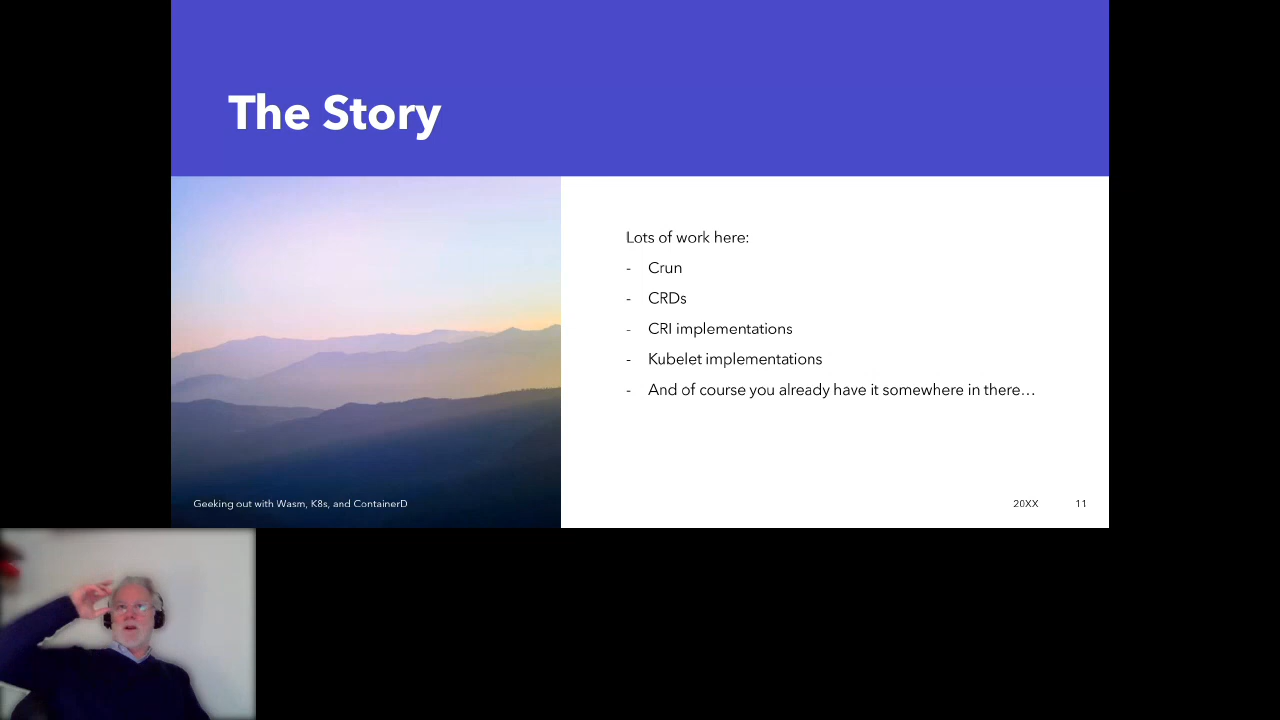 The Story
Lots of work here:
- Crun
- CRDs
- CRI implementations
- Kubelet implementations
- And of course you already have it somewhere in there…
Geeking out with Wasm, K8s, and ContainerD
20XX
11